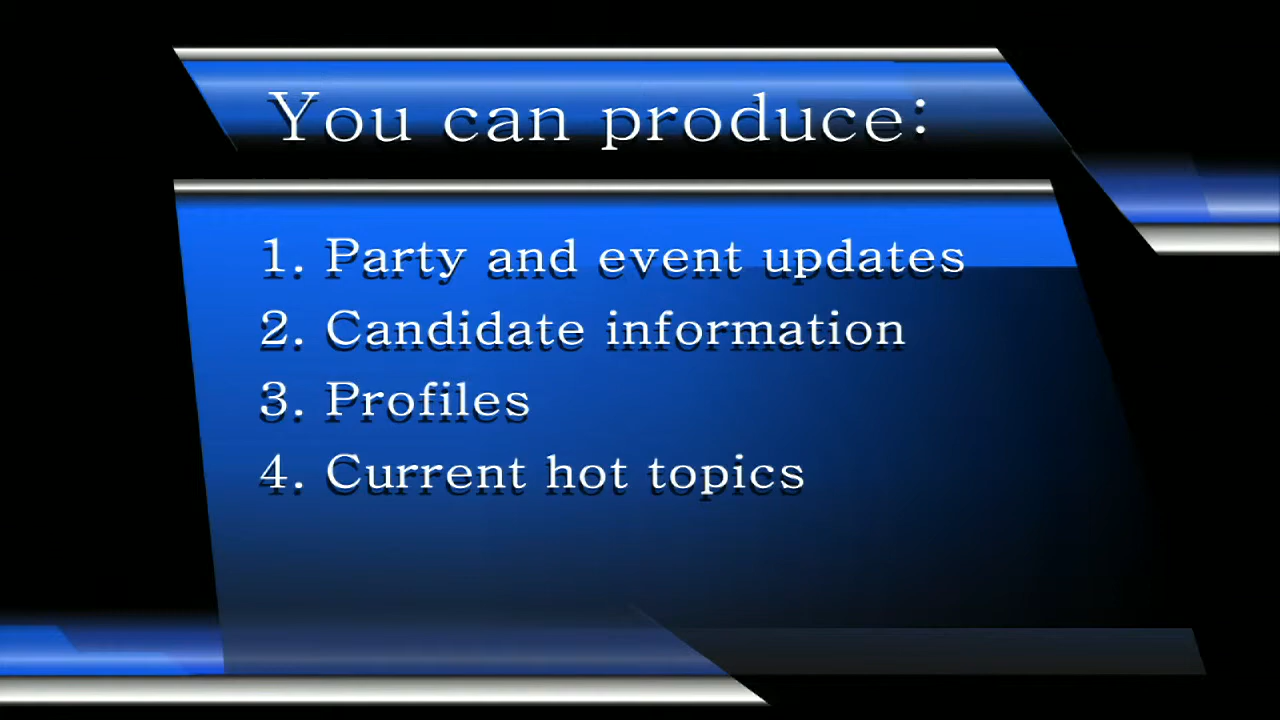 You can produce:
1. Party and event updates
2. Candidate information
3. Profiles
4. Current hot topics